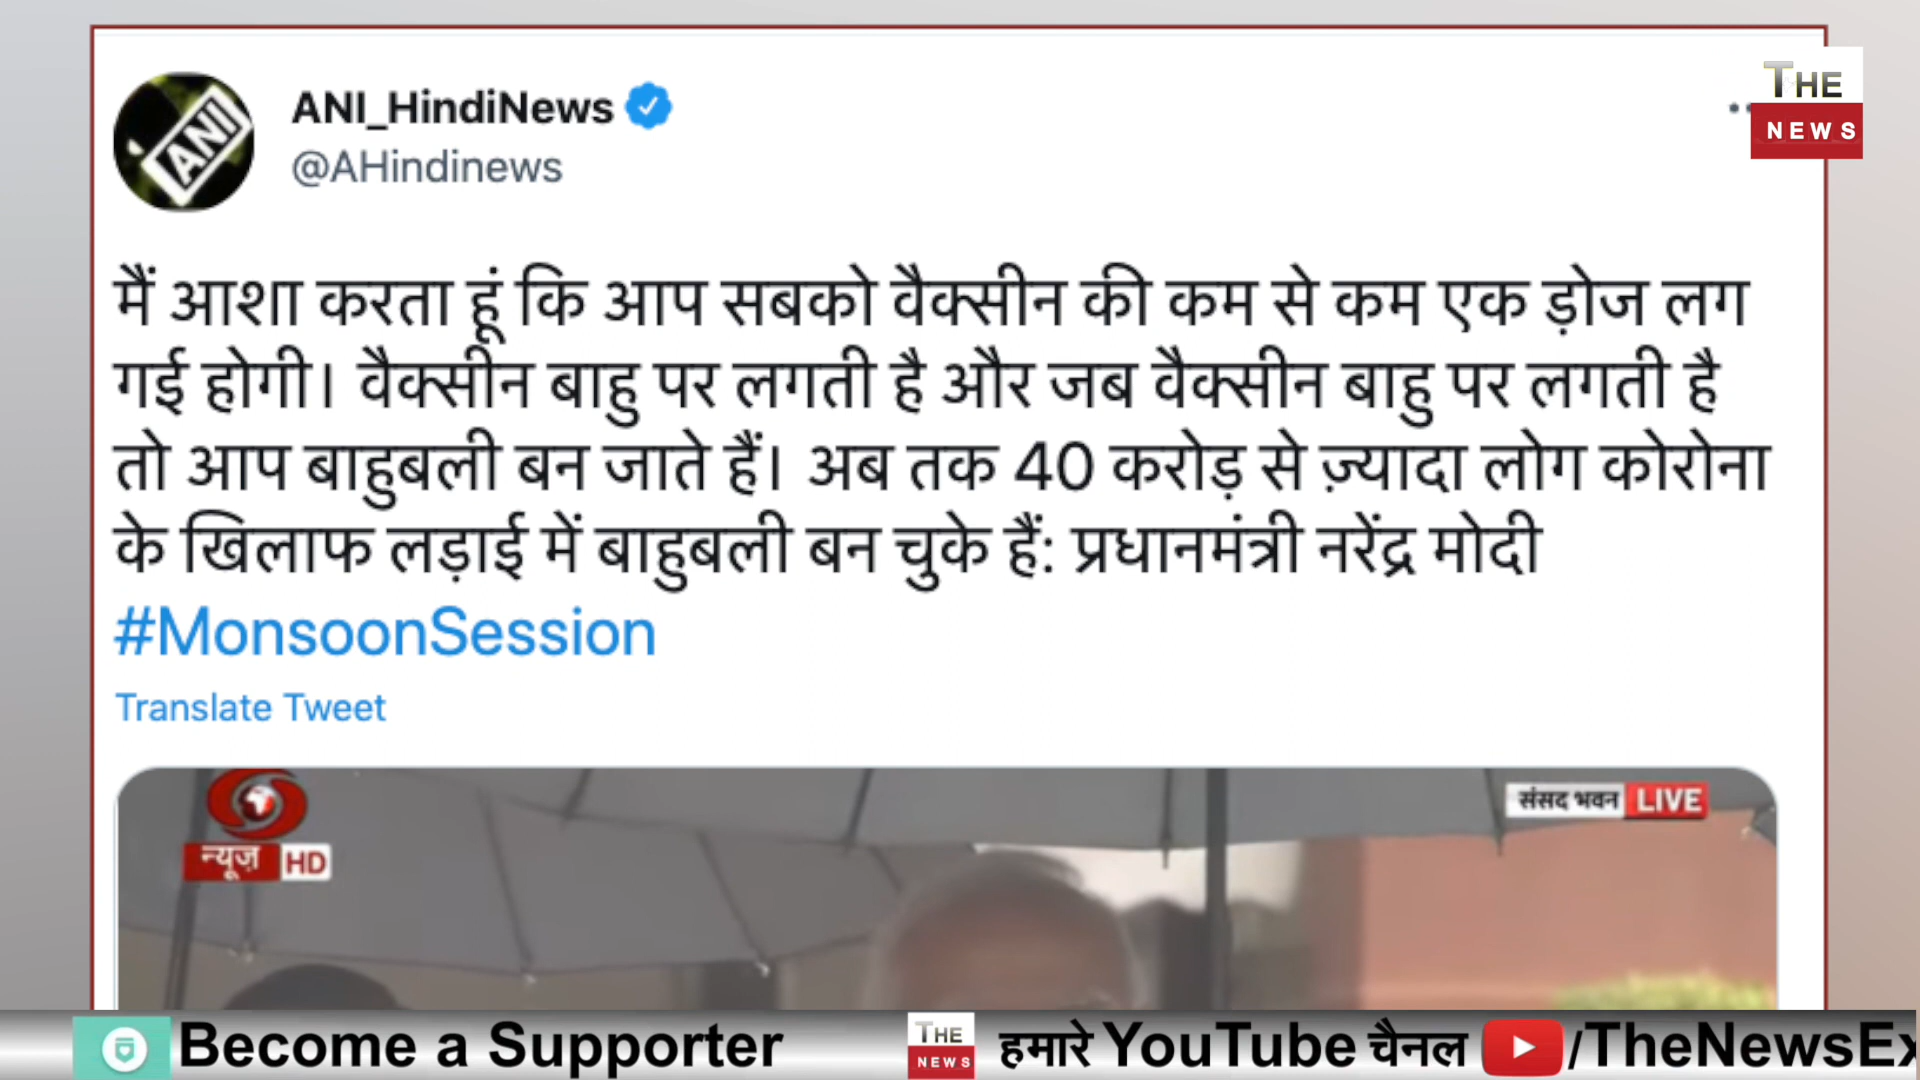 ANI_HindiNews
@AHindinews
THE
NEWS
मैं आशा करता हूं कि आप सबको वैक्सीन की कम से कम एक ड़ोज लग
गई होगी। वैक्सीन बाहु पर लगती है और जब वैक्सीन बाहु पर लगती है
तो आप बाहुबली बन जाते हैं। अब तक 40 करोड़ से ज़्यादा लोग कोरोना
के खिलाफ लड़ाई में बाहुबली बन चुके हैं: प्रधानमंत्री नरेंद्र मोदी
#MonsoonSession
Translate Tweet
न्यूज़ HD
संसद भवन LIVE
Become a Supporter THE NEWS हमारे YouTube चैनल /TheNewsEx
ANI